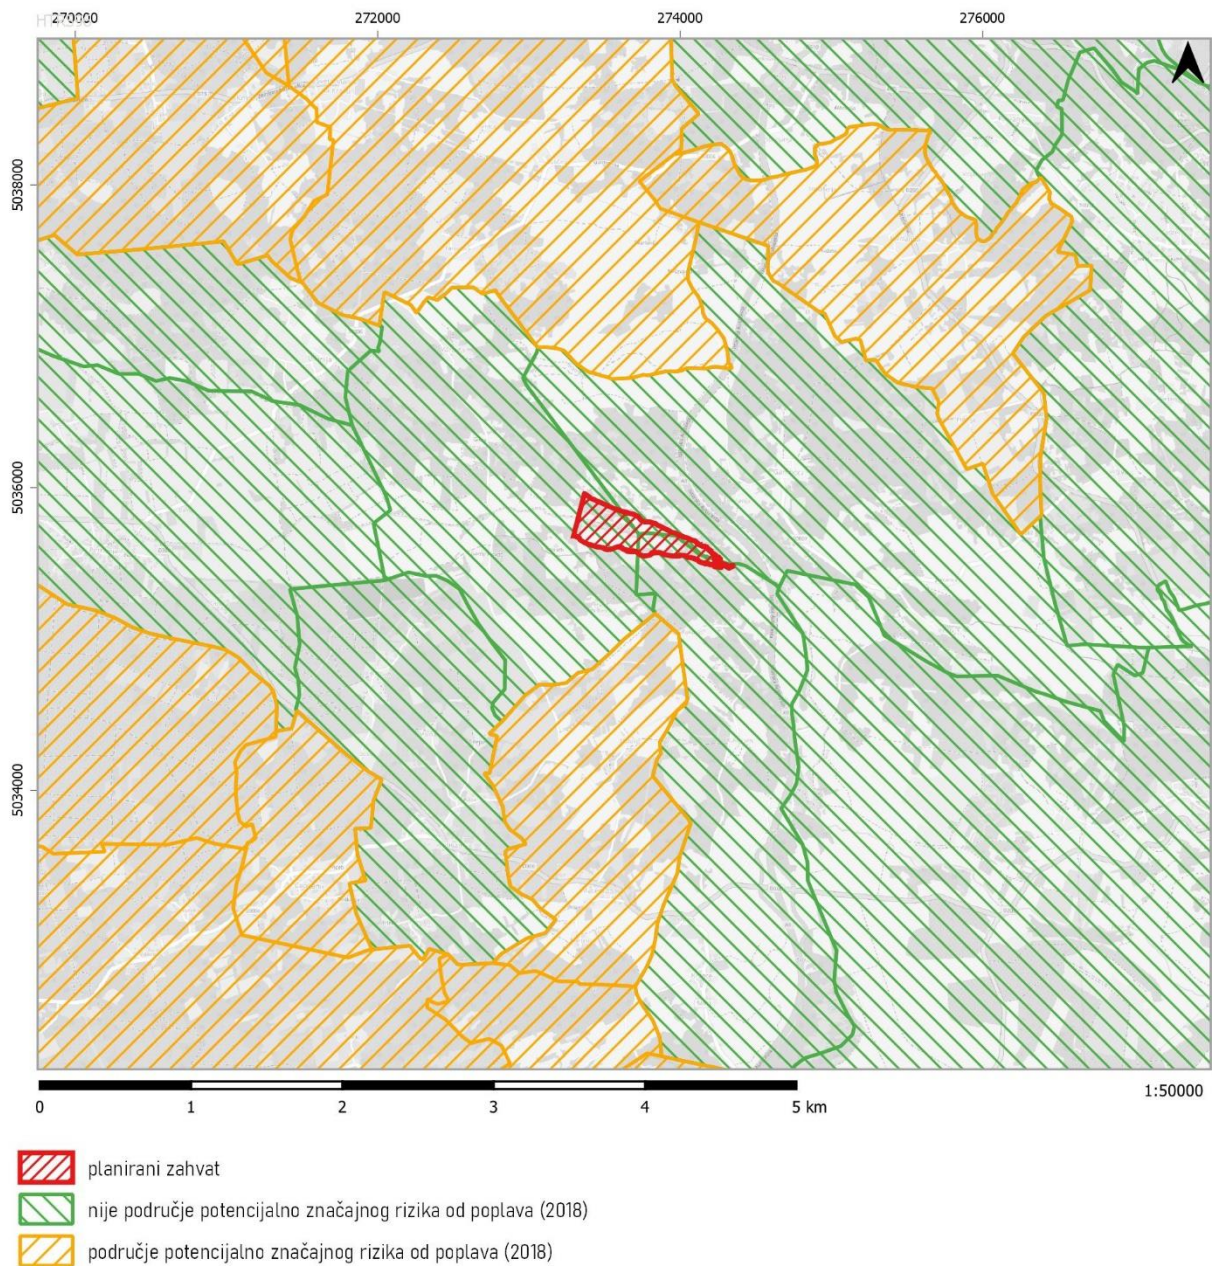 270000 272000 274000 276000
5038000
5036000
5034000
0 1 2 3 4 5 km 1:50000
planirani zahvat
nije područje potencijalno značajnog rizika od poplava (2018)
područje potencijalno značajnog rizika od poplava (2018)